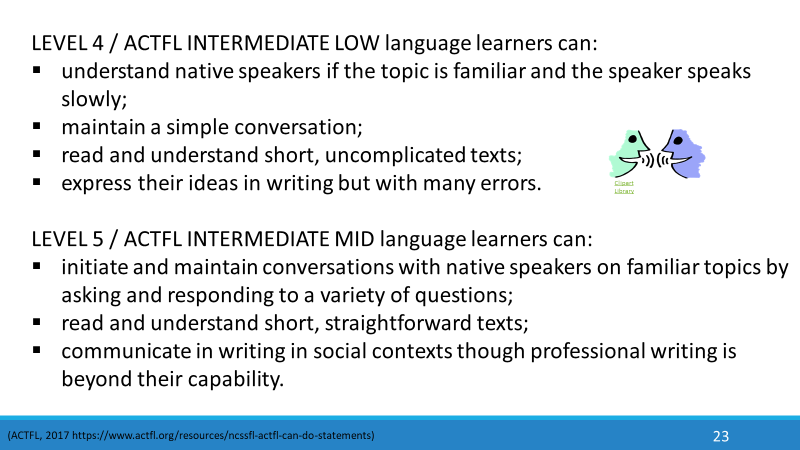 LEVEL 4 / ACTFL INTERMEDIATE LOW language learners can:
▪ understand native speakers if the topic is familiar and the speaker speaks
slowly;
▪ maintain a simple conversation;
▪ read and understand short, uncomplicated texts;
▪ express their ideas in writing but with many errors.
Clipart
Library
LEVEL 5 / ACTFL INTERMEDIATE MID language learners can:
▪ initiate and maintain conversations with native speakers on familiar topics by
asking and responding to a variety of questions;
▪ read and understand short, straightforward texts;
▪ communicate in writing in social contexts though professional writing is
beyond their capability.
(ACTFL, 2017 https://www.actfl.org/resources/ncssfl-actfl-can-do-statements)
23